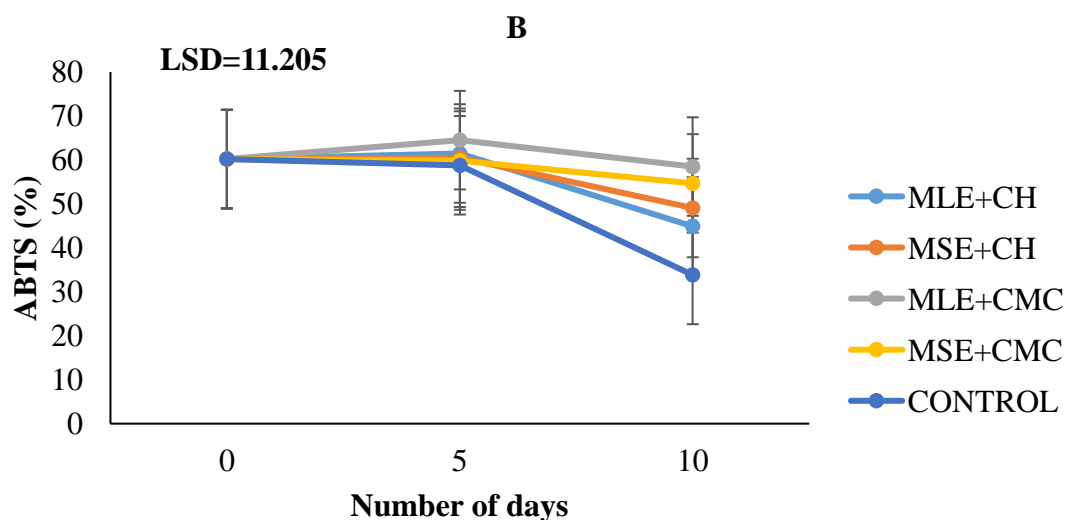 B
LSD=11.205
80
70
60
50
40
30
20
10
0
ABTS (%)
0 5 10
Number of days
MLE+CH
MSE+CH
MLE+CMC
MSE+CMC
CONTROL